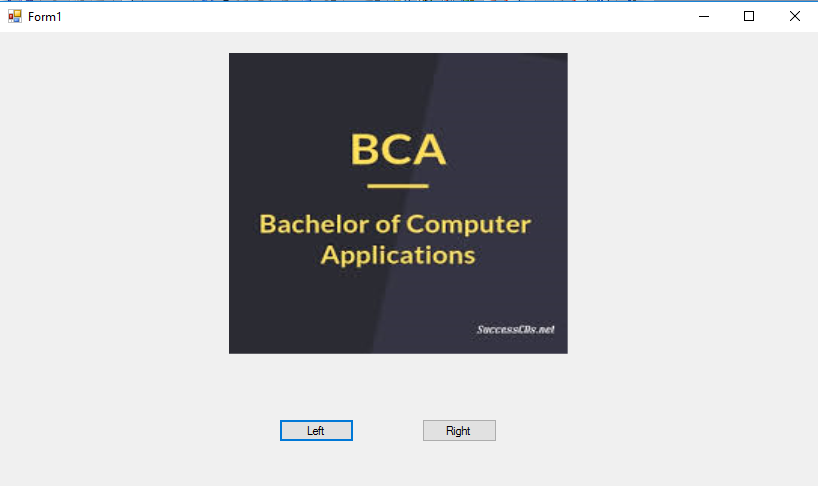 Form1
BCA
Bachelor of Computer
Applications
SuccessCDs.net
Left
Right